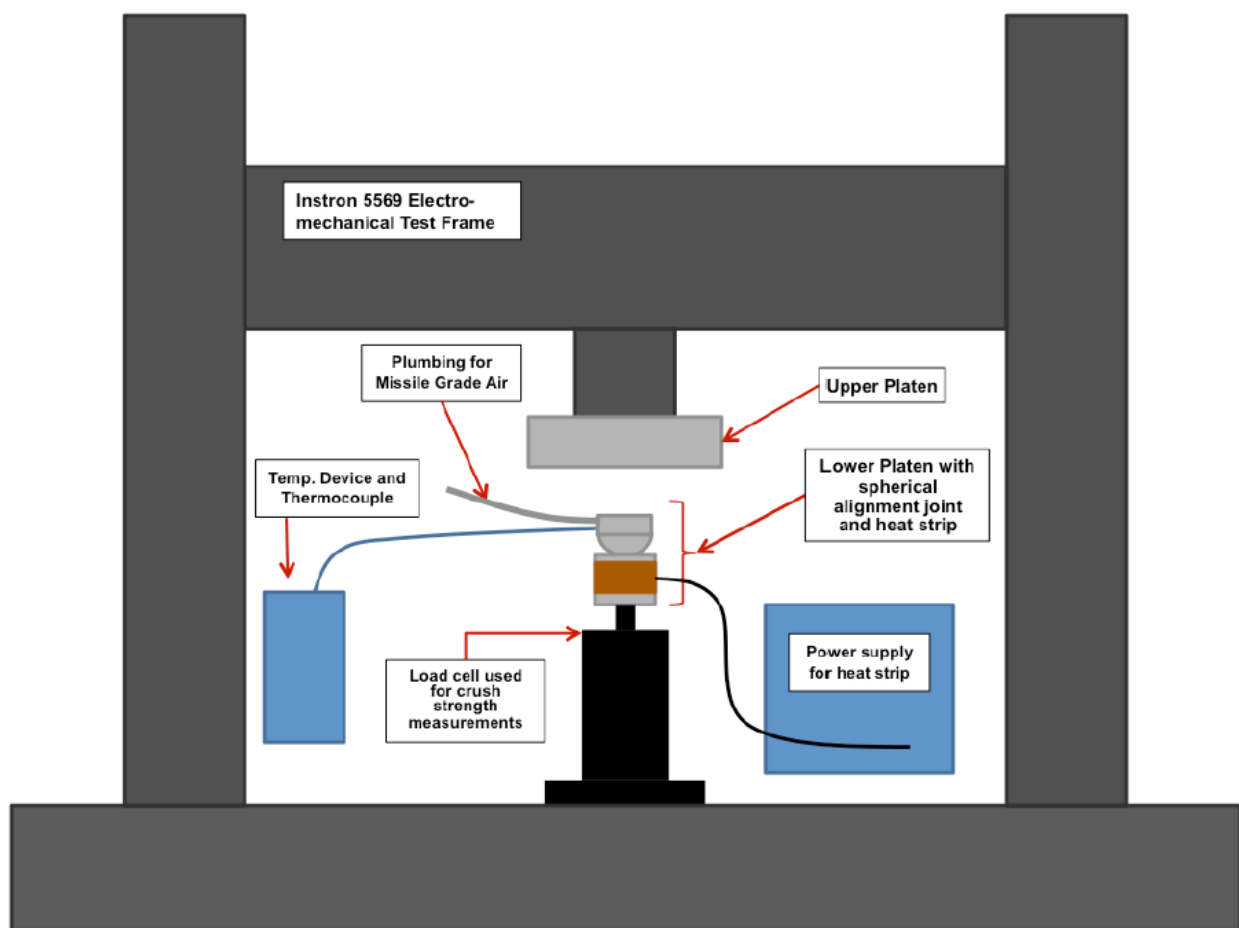 Instron 5569 Electro-
mechanical Test Frame
Plumbing for
Missile Grade Air
Upper Platen
Temp. Device and
Thermocouple
Lower Platen with
spherical
alignment joint
and heat strip
Load cell used
for crush
strength
measurements
Power supply
for heat strip